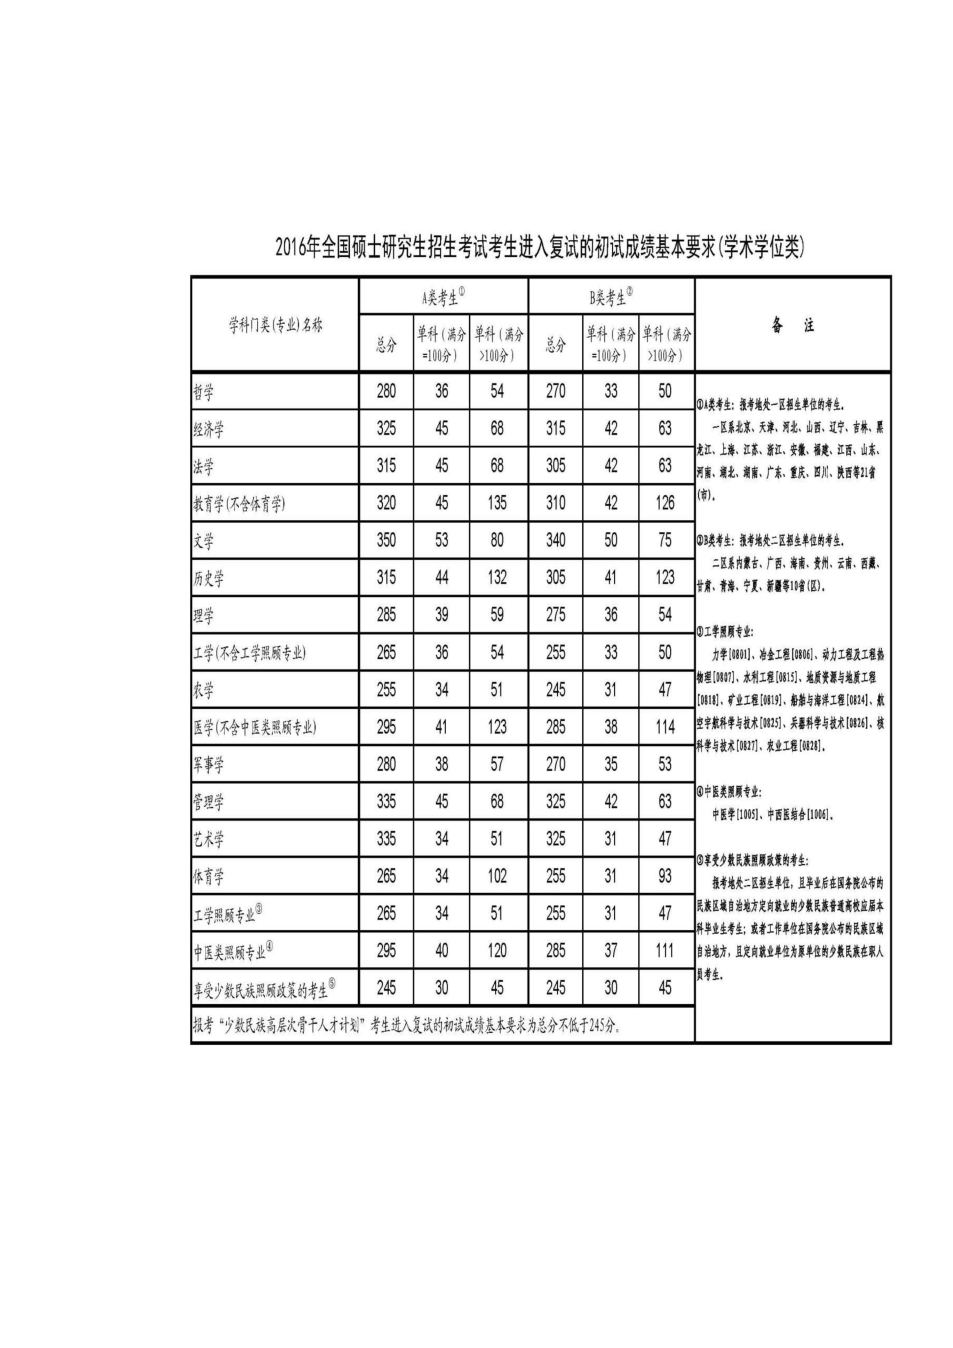 2016年全国硕士研究生招生考试考生进入复试的初试成绩基本要求(学术学位类)
学科门类(专业)名称 A类考生① B类考生② 备 注
总分 单科(满分=100分) 单科(满分>100分) 总分 单科(满分=100分) 单科(满分>100分)
哲学 280 36 54 270 33 50
经济学 325 45 68 315 42 63
法学 315 45 68 305 42 63
教育学(不含体育学) 320 45 135 310 42 126
文学 350 53 80 340 50 75
历史学 315 44 132 305 41 123
理学 285 39 59 275 36 54
工学(不含工学照顾专业) 265 36 54 255 33 50
农学 255 34 51 245 31 47
医学(不含中医类照顾专业) 295 41 123 285 38 114
军事学 280 38 57 270 35 53
管理学 335 45 68 325 42 63
艺术学 335 34 51 325 31 47
体育学 265 34 102 255 31 93
工学照顾专业③ 265 34 51 255 31 47
中医类照顾专业④ 295 40 120 285 37 111
享受少数民族照顾政策的考生⑤ 245 30 45 245 30 45
报考“少数民族高层次骨干人才计划”考生进入复试的初试成绩基本要求为总分不低于245分。
①A类考生：报考地处一区招生单位的考生。
一区系北京、天津、河北、山西、辽宁、吉林、黑
龙江、上海、江苏、浙江、安徽、福建、江西、山东、
河南、湖北、湖南、广东、重庆、四川、陕西等21省
(市)。
②B类考生：报考地处二区招生单位的考生。
二区系内蒙古、广西、海南、贵州、云南、西藏、
甘肃、青海、宁夏、新疆等10省(区)。
③工学照顾专业：
力学[0801]、冶金工程[0806]、动力工程及工程热
物理[0807]、水利工程[0815]、地质资源与地质工程
[0818]、矿业工程[0819]、船舶与海洋工程[0824]、航
空宇航科学与技术[0825]、兵器科学与技术[0826]、核
科学与技术[0827]、农业工程[0828]。
④中医类照顾专业：
中医学[1005]、中西医结合[1006]。
⑤享受少数民族照顾政策的考生：
报考地处二区招生单位，且毕业后在国务院公布的
民族区域自治地方定向就业的少数民族普通高校应届本
科毕业生考生；或者工作单位在国务院公布的民族区域
自治地方，且定向就业单位为原单位的少数民族在职人
员考生。